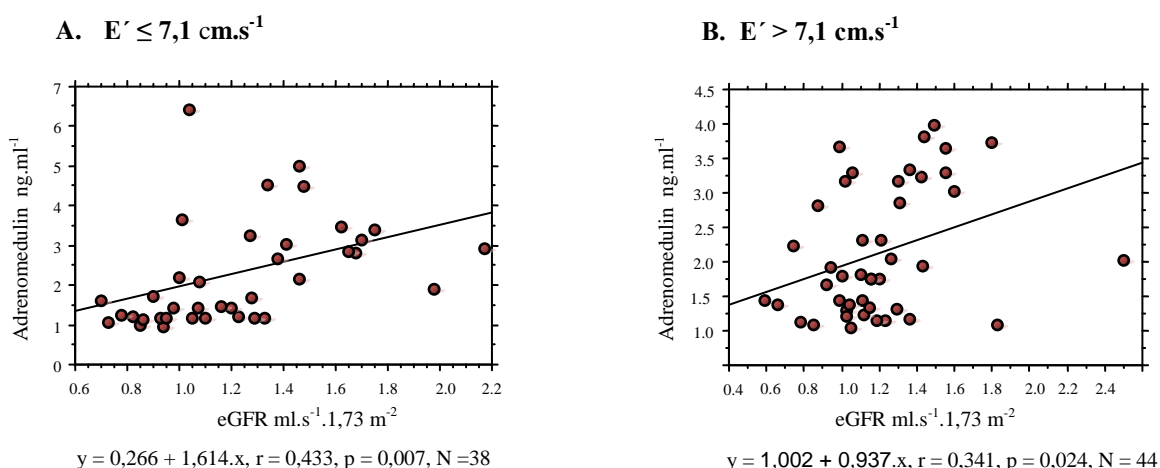 A. E´ ≤ 7,1 cm.s-1
B. E´ > 7,1 cm.s-1
Adrenomedulin ng.ml-1
7
6
5
4
3
2
1
0
0.6 0.8 1.0 1.2 1.4 1.6 1.8 2.0 2.2
eGFR ml.s-1.1,73 m-2
y = 0,266 + 1,614.x, r = 0,433, p = 0,007, N =38
Adrenomedulin ng.ml-1
4.5
4.0
3.5
3.0
2.5
2.0
1.5
1.0
0.4 0.6 0.8 1.0 1.2 1.4 1.6 1.8 2.0 2.2 2.4
eGFR ml.s-1.1,73 m-2
y = 1,002 + 0,937.x, r = 0.341, p = 0,024, N = 44